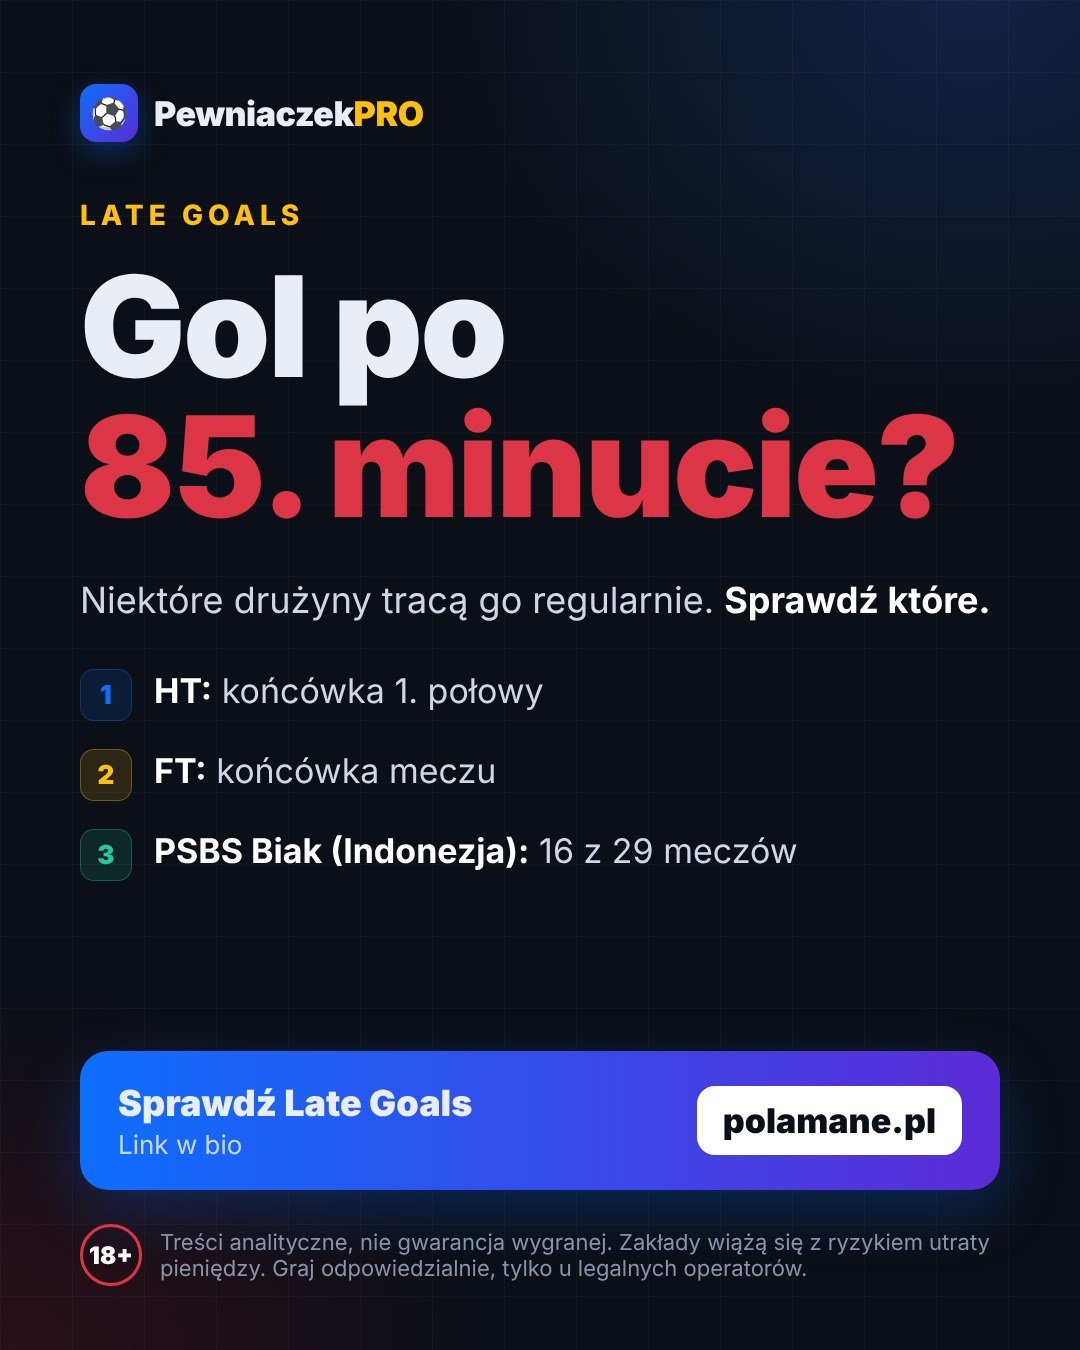 PewniaczekPRO
LATE GOALS
Gol po
85. minucie?
Niektóre drużyny tracą go regularnie. Sprawdź które.
1 HT: końcówka 1. połowy
2 FT: końcówka meczu
3 PSBS Biak (Indonezja): 16 z 29 meczów
Sprawdź Late Goals
Link w bio
polamane.pl
18+
Treści analityczne, nie gwarancja wygranej. Zakłady wiążą się z ryzykiem utraty
pieniędzy. Graj odpowiedzialnie, tylko u legalnych operatorów.